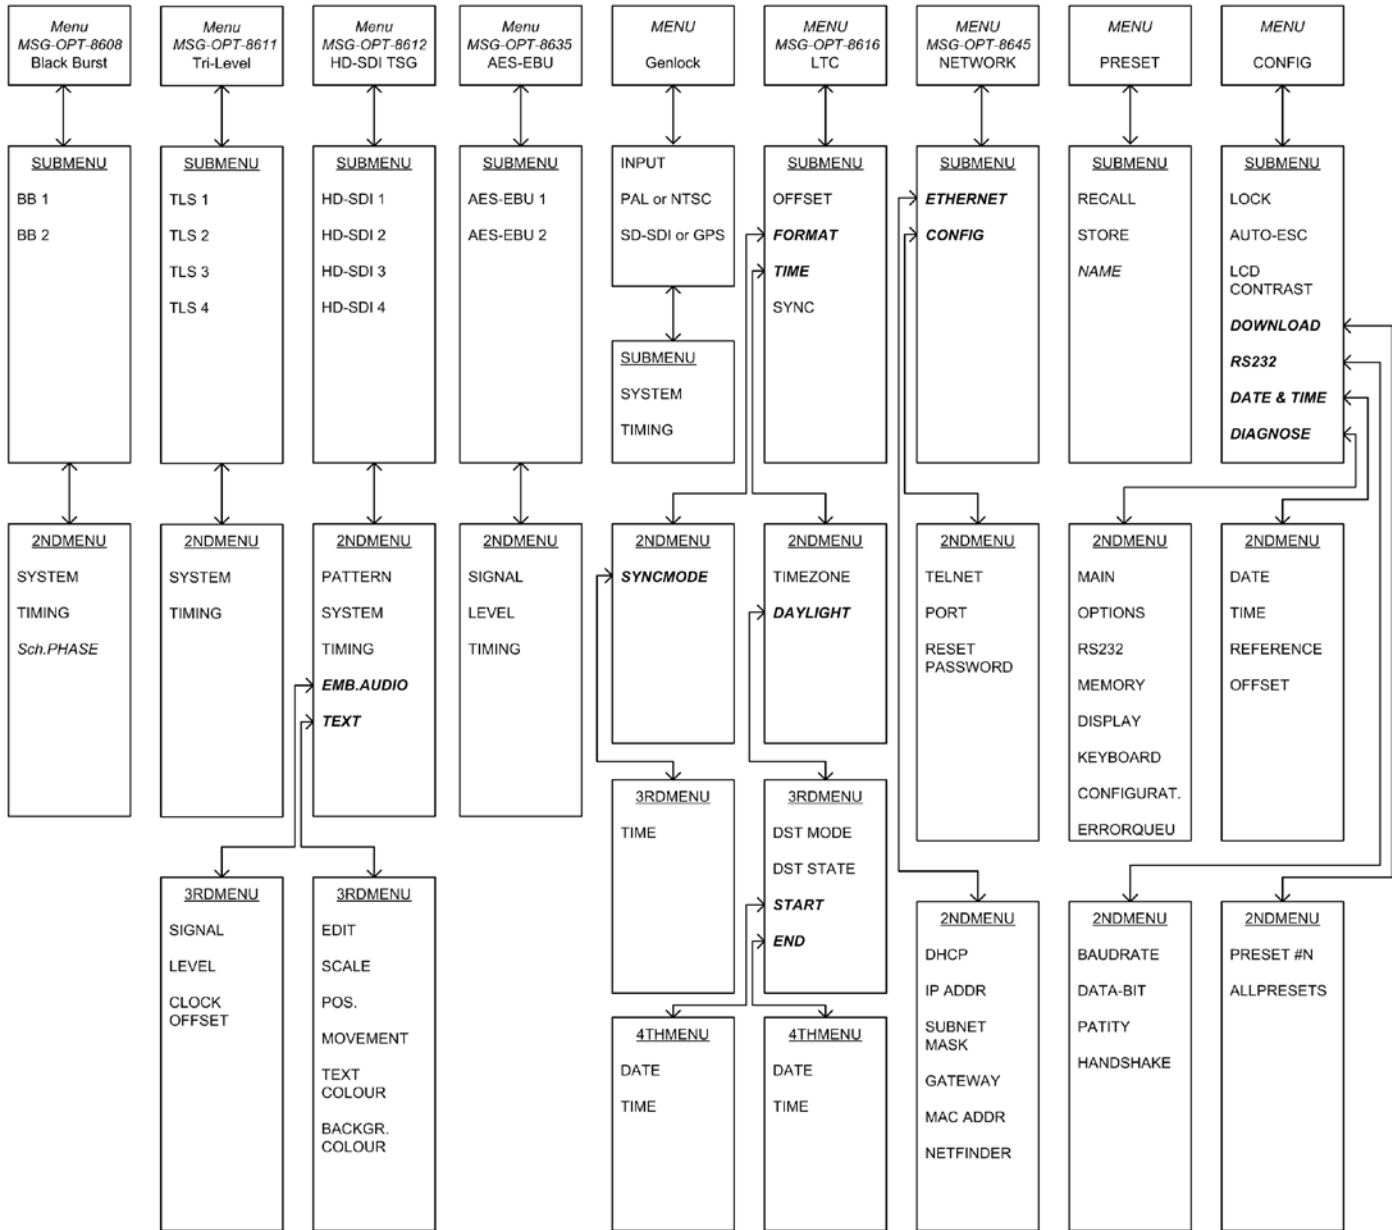 Menu
MSG-OPT-8608
Black Burst
Menu
MSG-OPT-8611
Tri-Level
Menu
MSG-OPT-8612
HD-SDI TSG
Menu
MSG-OPT-8635
AES-EBU
MENU
Genlock
MENU
MSG-OPT-8616
LTC
MENU
MSG-OPT-8645
NETWORK
MENU
PRESET
MENU
CONFIG
SUBMENU
BB 1
BB 2
SUBMENU
TLS 1
TLS 2
TLS 3
TLS 4
SUBMENU
HD-SDI 1
HD-SDI 2
HD-SDI 3
HD-SDI 4
SUBMENU
AES-EBU 1
AES-EBU 2
INPUT
PAL or NTSC
SD-SDI or GPS
SUBMENU
SYSTEM
TIMING
SUBMENU
OFFSET
FORMAT
TIME
SYNC
SUBMENU
ETHERNET
CONFIG
SUBMENU
RECALL
STORE
NAME
SUBMENU
LOCK
AUTO-ESC
LCD
CONTRAST
DOWNLOAD
RS232
DATE & TIME
DIAGNOSE
2NDMENU
SYSTEM
TIMING
Sch.PHASE
2NDMENU
SYSTEM
TIMING
2NDMENU
PATTERN
SYSTEM
TIMING
EMB.AUDIO
TEXT
2NDMENU
SIGNAL
LEVEL
TIMING
2NDMENU
SYNCMODE
2NDMENU
TIMEZONE
DAYLIGHT
2NDMENU
TELNET
PORT
RESET
PASSWORD
2NDMENU
MAIN
OPTIONS
RS232
MEMORY
DISPLAY
KEYBOARD
CONFIGURAT.
ERRORQUEU
2NDMENU
DATE
TIME
REFERENCE
OFFSET
3RDMENU
SIGNAL
LEVEL
CLOCK
OFFSET
3RDMENU
EDIT
SCALE
POS.
MOVEMENT
TEXT
COLOUR
BACKGR.
COLOUR
3RDMENU
TIME
3RDMENU
DST MODE
DST STATE
START
END
4THMENU
DATE
TIME
4THMENU
DATE
TIME
2NDMENU
DHCP
IP ADDR
SUBNET
MASK
GATEWAY
MAC ADDR
NETFINDER
2NDMENU
BAUDRATE
DATA-BIT
PATITY
HANDSHAKE
2NDMENU
PRESET #N
ALLPRESETS